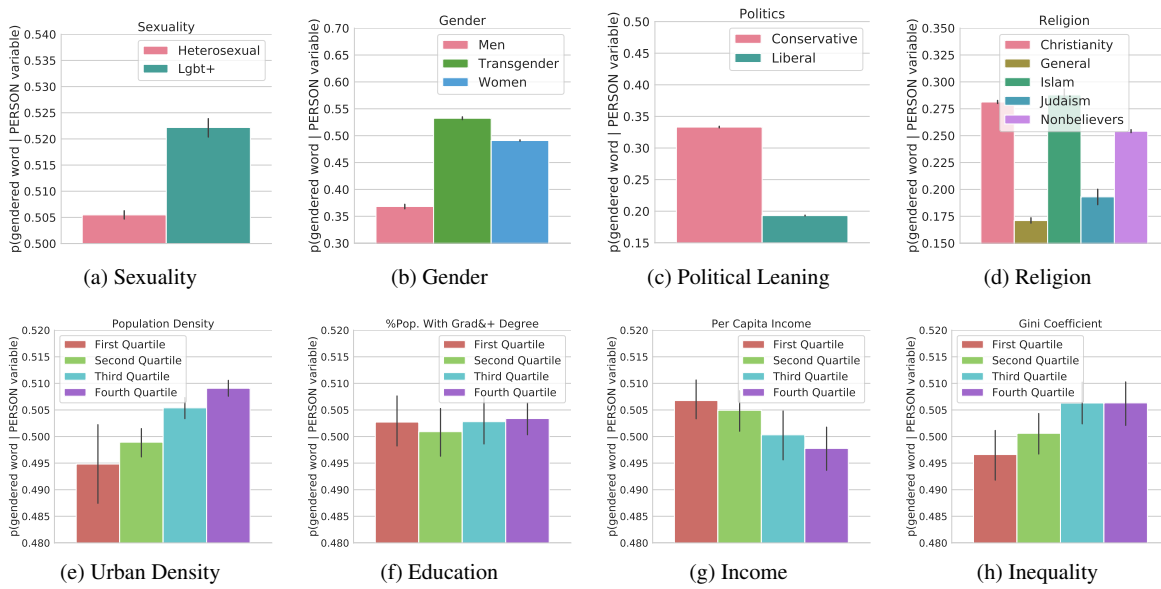 Sexuality
p(gendered word | PERSON variable)
0.540
0.535
0.530
0.525
0.520
0.515
0.510
0.505
0.500
Heterosexual
Lgbt+
(a) Sexuality
Gender
p(gendered word | PERSON variable)
0.70
0.65
0.60
0.55
0.50
0.45
0.40
0.35
0.30
Men
Transgender
Women
(b) Gender
Politics
p(gendered word | PERSON variable)
0.50
0.45
0.40
0.35
0.30
0.25
0.20
0.15
Conservative
Liberal
(c) Political Leaning
Religion
p(gendered word | PERSON variable)
0.350
0.325
0.300
0.275
0.250
0.225
0.200
0.175
0.150
Christianity
General
Islam
Judaism
Nonbelievers
(d) Religion
Population Density
p(gendered word | PERSON variable)
0.520
0.515
0.510
0.505
0.500
0.495
0.490
0.485
0.480
First Quartile
Second Quartile
Third Quartile
Fourth Quartile
(e) Urban Density
%Pop. With Grad&+ Degree
p(gendered word | PERSON variable)
0.520
0.515
0.510
0.505
0.500
0.495
0.490
0.485
0.480
First Quartile
Second Quartile
Third Quartile
Fourth Quartile
(f) Education
Per Capita Income
p(gendered word | PERSON variable)
0.520
0.515
0.510
0.505
0.500
0.495
0.490
0.485
0.480
First Quartile
Second Quartile
Third Quartile
Fourth Quartile
(g) Income
Gini Coefficient
p(gendered word | PERSON variable)
0.520
0.515
0.510
0.505
0.500
0.495
0.490
0.485
0.480
First Quartile
Second Quartile
Third Quartile
Fourth Quartile
(h) Inequality